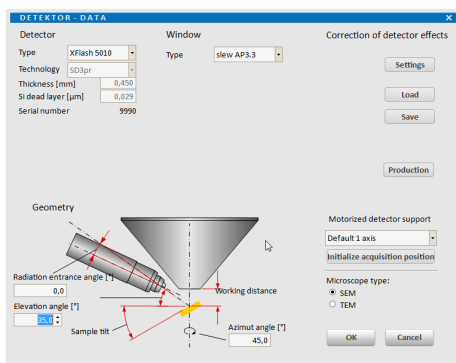 DETEKTOR - DATA
Detector
Type XFlash 5010
Technology SD3pr
Thickness [mm] 0,450
Si dead layer [µm] 0,029
Serial number 9990
Window
Type slew AP3.3
Correction of detector effects
Settings
Load
Save
Production
Geometry
Radiation entrance angle [°]
0,0
Elevation angle [°]
35,0
Sample tilt
Working distance
Azimut angle [°]
45,0
Motorized detector support
Default 1 axis
Initialize acquisition position
Microscope type:
SEM
TEM
OK Cancel